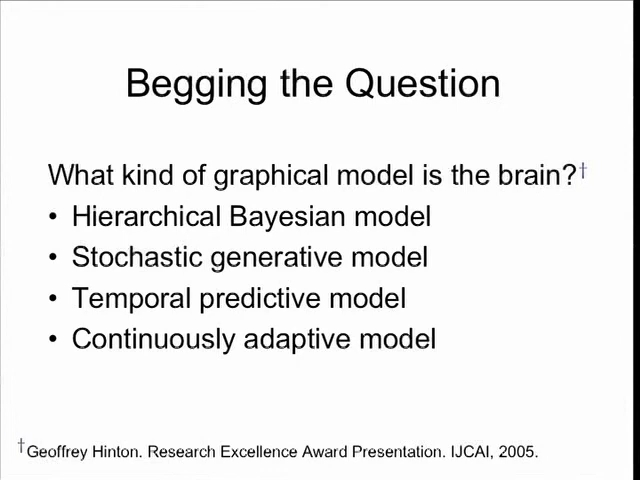 Begging the Question
What kind of graphical model is the brain?†
• Hierarchical Bayesian model
• Stochastic generative model
• Temporal predictive model
• Continuously adaptive model
†Geoffrey Hinton. Research Excellence Award Presentation. IJCAI, 2005.